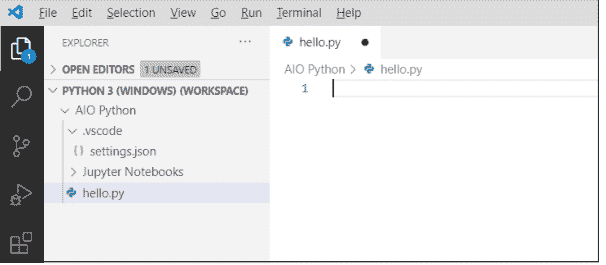 File Edit Selection View Go Run Terminal Help
EXPLORER ...
hello.py
OPEN EDITORS 1 UNSAVED
AIO Python > hello.py
1
PYTHON 3 (WINDOWS) (WORKSPACE)
AIO Python
.vscode
{} settings.json
Jupyter Notebooks
hello.py
1